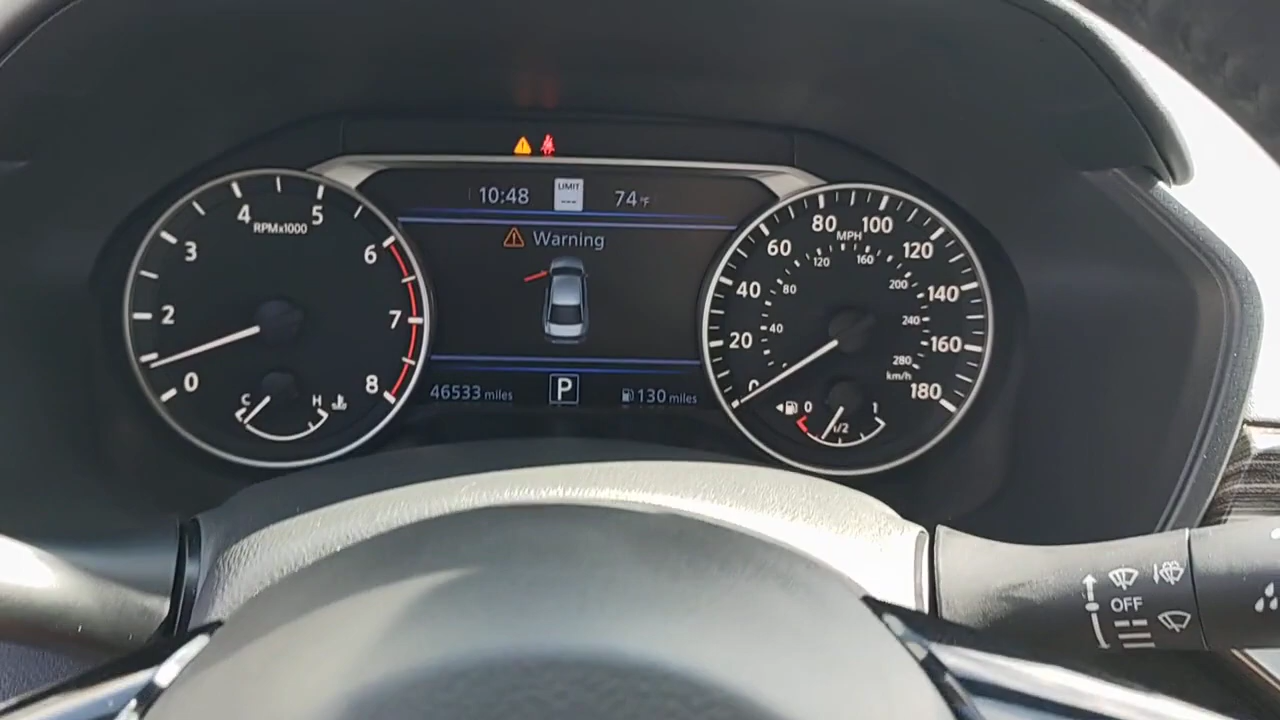 10:48
LIMIT
---
74°F
Warning
46533 miles
P
130 miles
0
2
3
4
5
6
7
8
RPMx1000
C
H
0
20
40
60
80
100
120
140
160
180
MPH
40
80
120
160
200
240
280
km/h
0
1/2
1
OFF